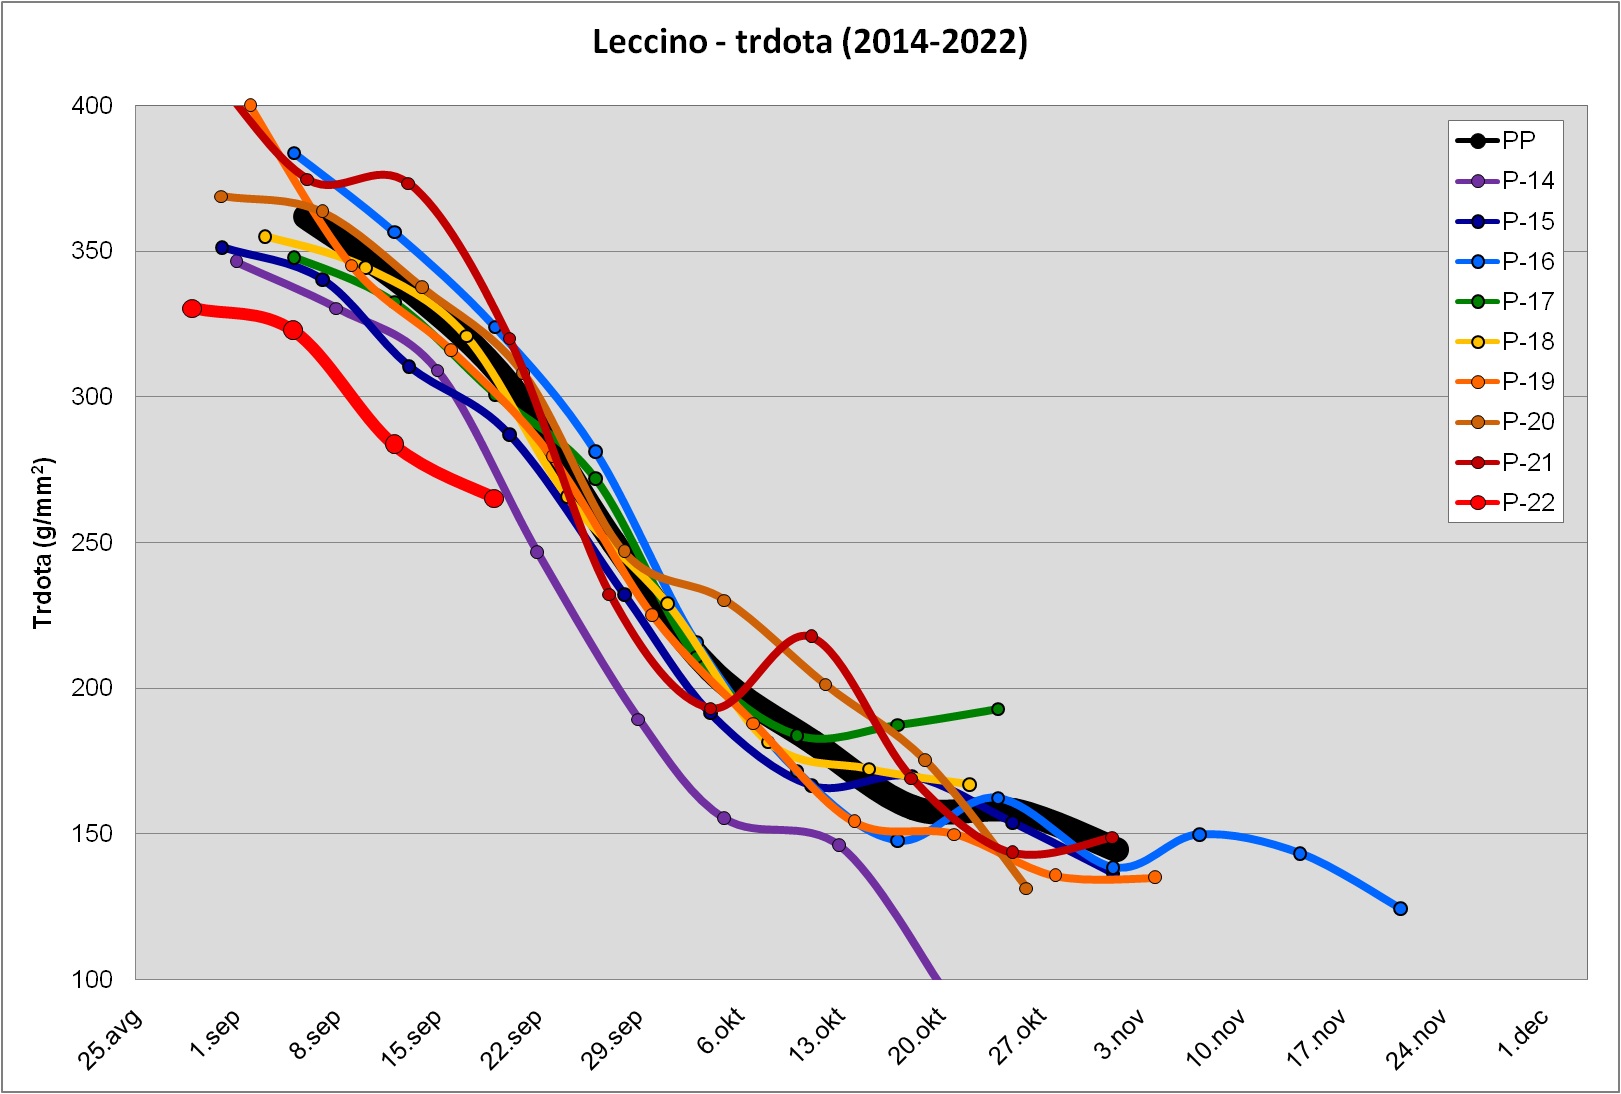 Leccino - trdota (2014-2022)
Trdota (g/mm²)
400
350
300
250
200
150
100
25.avg
1.sep
8.sep
15.sep
22.sep
29.sep
6.okt
13.okt
20.okt
27.okt
3.nov
10.nov
17.nov
24.nov
1.dec
PP
P-14
P-15
P-16
P-17
P-18
P-19
P-20
P-21
P-22